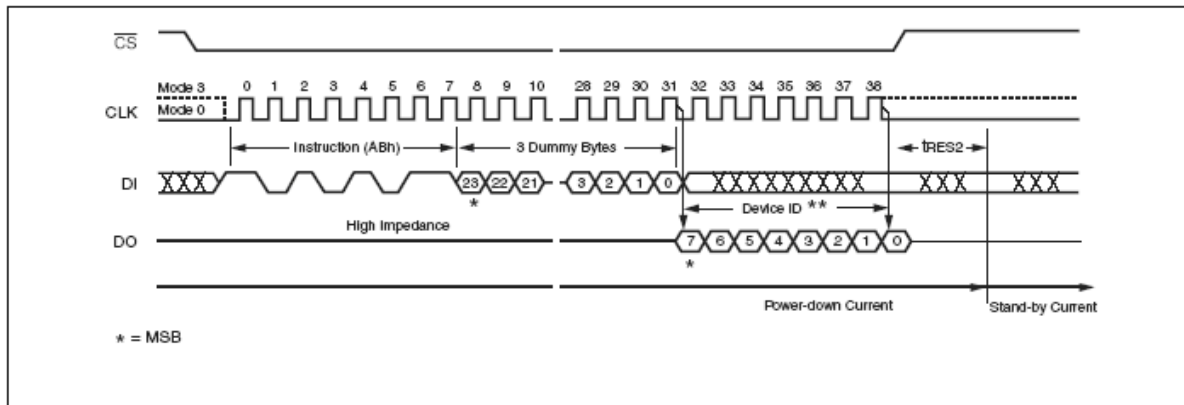 CS
Mode 3 0 1 2 3 4 5 6 7 8 9 10 28 29 30 31 32 33 34 35 36 37 38
CLK Mode 0
Instruction (ABh) 3 Dummy Bytes tRES2
DI 23 22 21 3 2 1 0
* Device ID **
High Impedance
DO 7 6 5 4 3 2 1 0
*
Power-down Current Stand-by Current
* = MSB